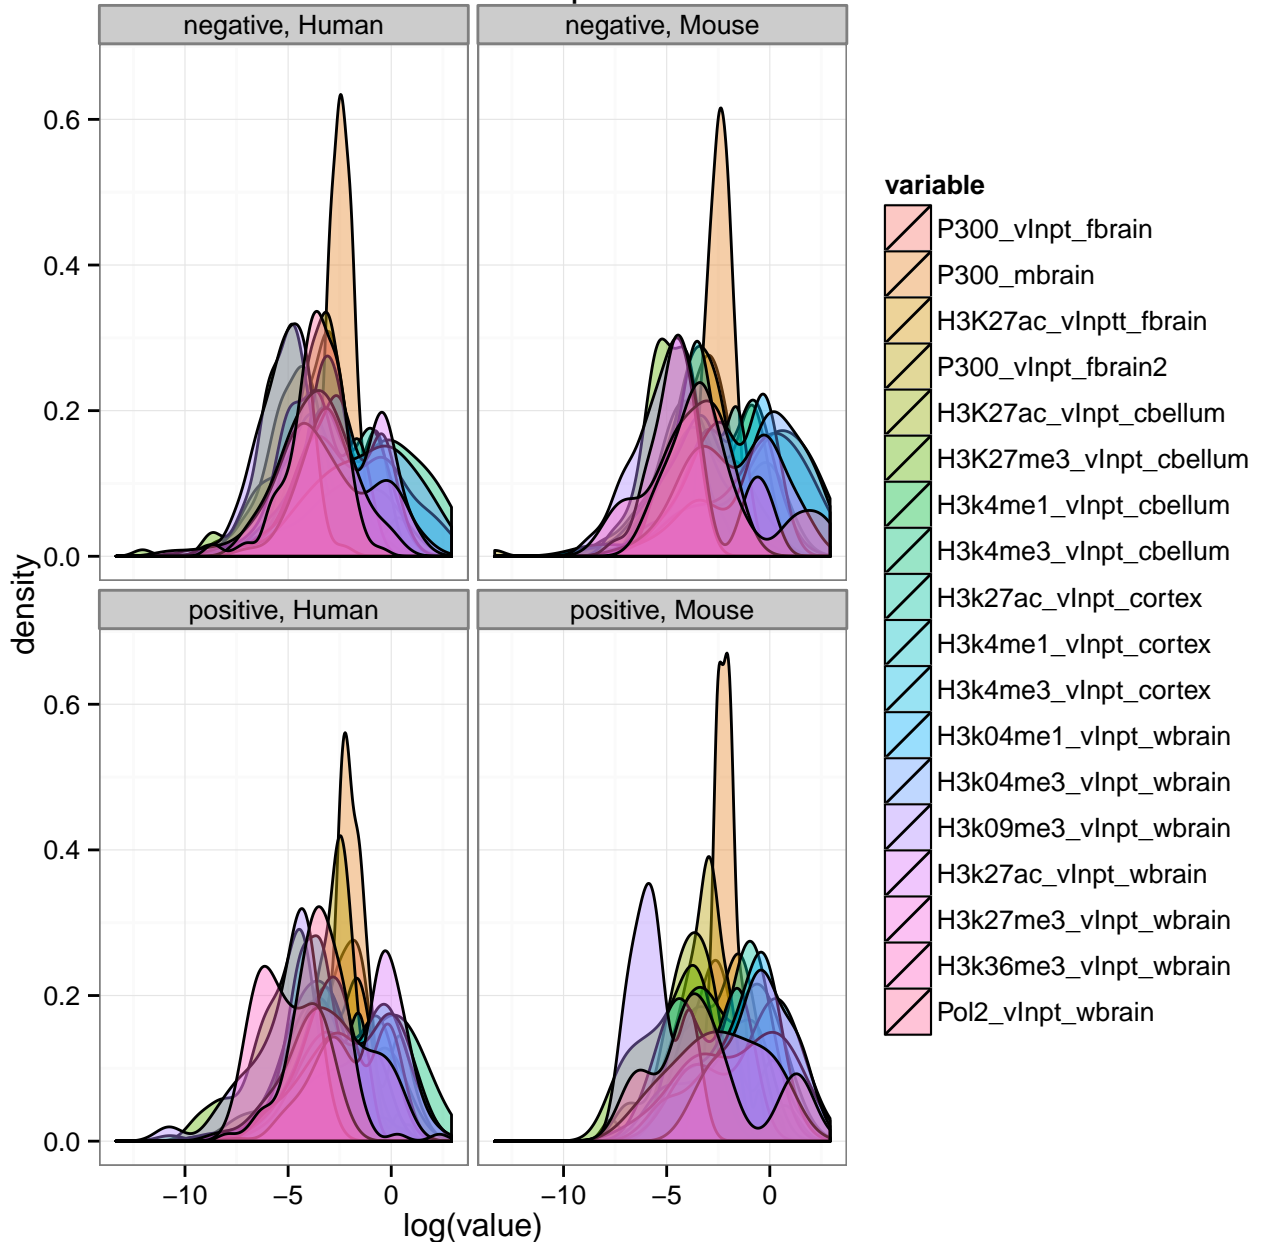 negative, Human
negative, Mouse
0.6
0.4
0.2
0.0
positive, Human
positive, Mouse
0.6
0.4
0.2
0.0
density
−10
−5
0
−10
−5
0
log(value)
variable
P300_vInpt_fbrain
P300_mbrain
H3K27ac_vInptt_fbrain
P300_vInpt_fbrain2
H3K27ac_vInpt_cbellum
H3K27me3_vInpt_cbellum
H3k4me1_vInpt_cbellum
H3k4me3_vInpt_cbellum
H3k27ac_vInpt_cortex
H3k4me1_vInpt_cortex
H3k4me3_vInpt_cortex
H3k04me1_vInpt_wbrain
H3k04me3_vInpt_wbrain
H3k09me3_vInpt_wbrain
H3k27ac_vInpt_wbrain
H3k27me3_vInpt_wbrain
H3k36me3_vInpt_wbrain
Pol2_vInpt_wbrain